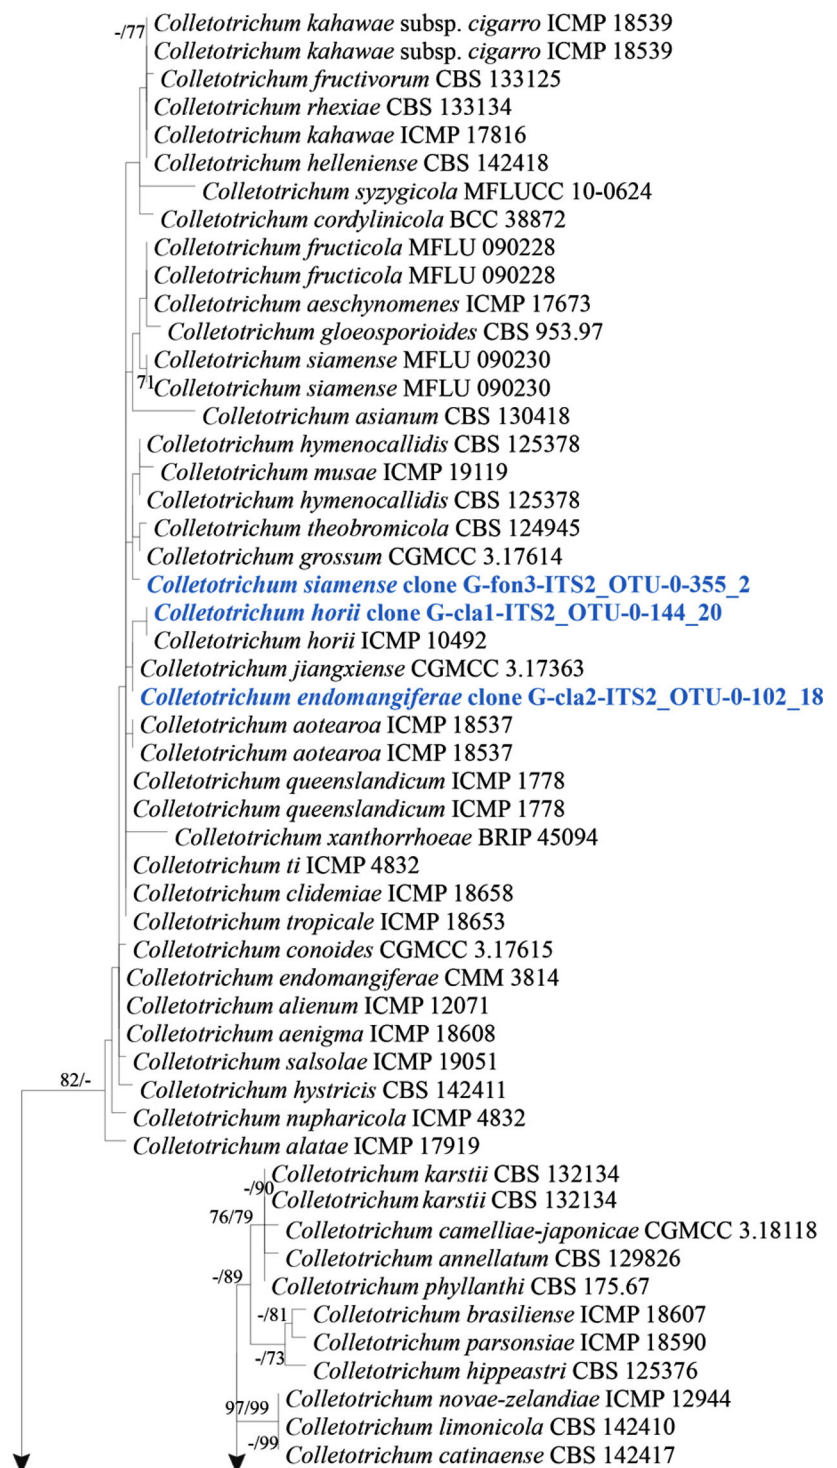 -/77 Colletotrichum kahawae subsp. cigarro ICMP 18539
Colletotrichum kahawae subsp. cigarro ICMP 18539
Colletotrichum fructivorum CBS 133125
Colletotrichum rhexiae CBS 133134
Colletotrichum kahawae ICMP 17816
Colletotrichum helleniense CBS 142418
Colletotrichum syzygicola MFLUCC 10-0624
Colletotrichum cordylinicola BCC 38872
Colletotrichum fructicola MFLU 090228
Colletotrichum fructicola MFLU 090228
Colletotrichum aeschynomenes ICMP 17673
Colletotrichum gloeosporioides CBS 953.97
Colletotrichum siamense MFLU 090230
71 Colletotrichum siamense MFLU 090230
Colletotrichum asianum CBS 130418
Colletotrichum hymenocallidis CBS 125378
Colletotrichum musae ICMP 19119
Colletotrichum hymenocallidis CBS 125378
Colletotrichum theobromicola CBS 124945
Colletotrichum grossum CGMCC 3.17614
Colletotrichum siamense clone G-fon3-ITS2_OTU-0-355_2
Colletotrichum horii clone G-cla1-ITS2_OTU-0-144_20
Colletotrichum horii ICMP 10492
Colletotrichum jiangxiense CGMCC 3.17363
Colletotrichum endomangiferae clone G-cla2-ITS2_OTU-0-102_18
Colletotrichum aotearoa ICMP 18537
Colletotrichum aotearoa ICMP 18537
Colletotrichum queenslandicum ICMP 1778
Colletotrichum queenslandicum ICMP 1778
Colletotrichum xanthorrhoeae BRIP 45094
Colletotrichum ti ICMP 4832
Colletotrichum clidemiae ICMP 18658
Colletotrichum tropicale ICMP 18653
Colletotrichum conoides CGMCC 3.17615
Colletotrichum endomangiferae CMM 3814
Colletotrichum alienum ICMP 12071
Colletotrichum aenigma ICMP 18608
Colletotrichum salsolae ICMP 19051
82/- Colletotrichum hystricis CBS 142411
Colletotrichum nupharicola ICMP 4832
Colletotrichum alatae ICMP 17919
Colletotrichum karstii CBS 132134
-/90 Colletotrichum karstii CBS 132134
76/79 Colletotrichum camelliae-japonicae CGMCC 3.18118
Colletotrichum annellatum CBS 129826
-/89 Colletotrichum phyllanthi CBS 175.67
-/81 Colletotrichum brasiliense ICMP 18607
Colletotrichum parsonsiae ICMP 18590
-/73 Colletotrichum hippeastri CBS 125376
97/99 Colletotrichum novae-zelandiae ICMP 12944
Colletotrichum limonicola CBS 142410
-/99 Colletotrichum catinaense CBS 142417